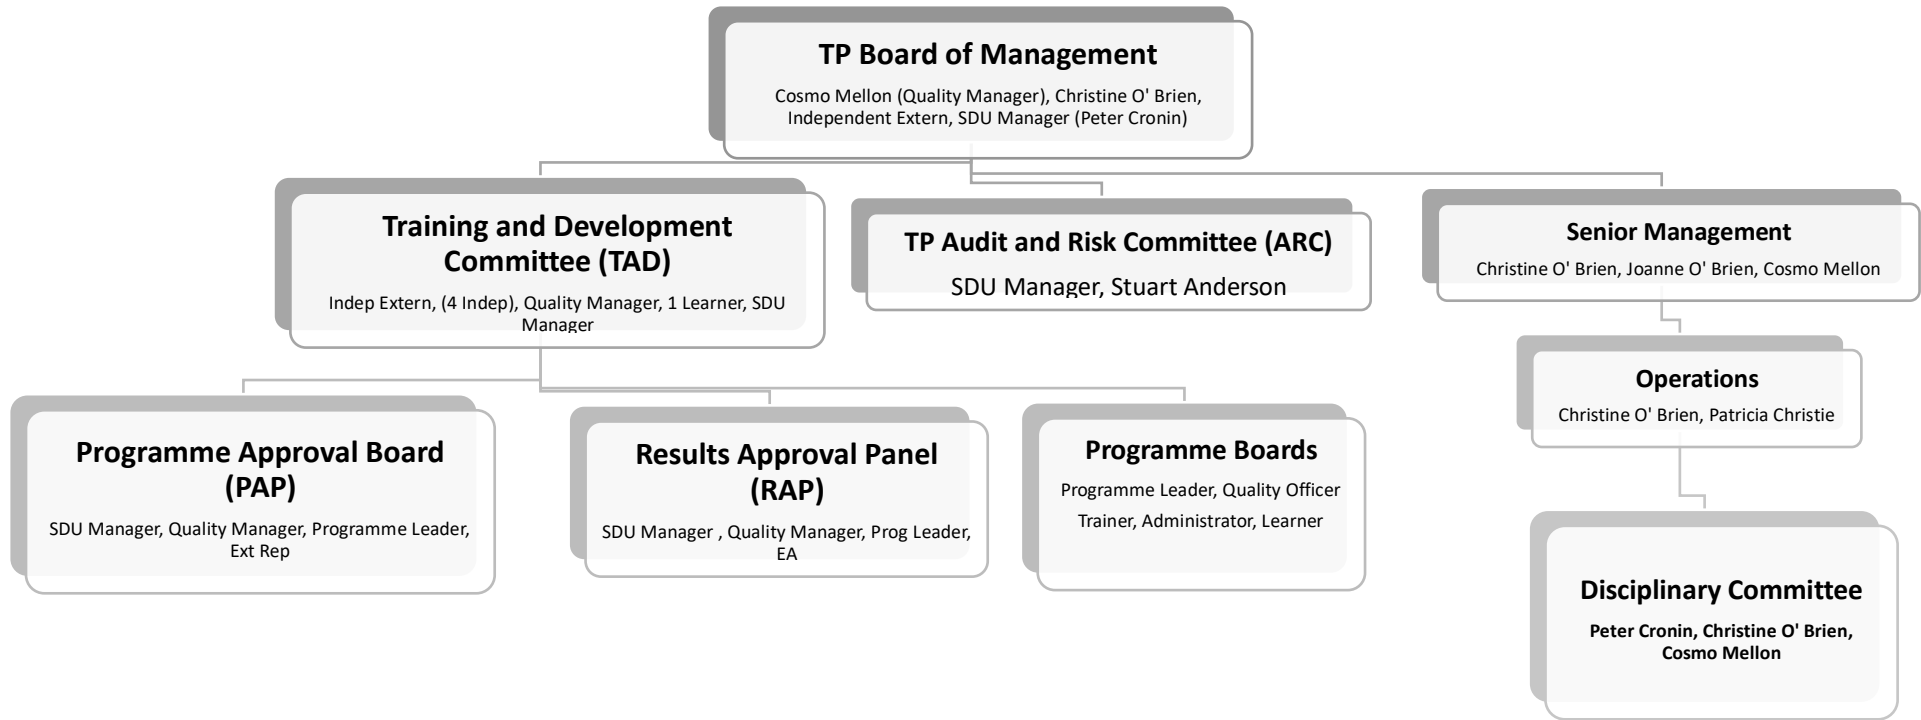 TP Board of Management
Cosmo Mellon (Quality Manager), Christine O' Brien,
Independent Extern, SDU Manager (Peter Cronin)
Training and Development
Committee (TAD)
Indep Extern, (4 Indep), Quality Manager, 1 Learner, SDU
Manager
TP Audit and Risk Committee (ARC)
SDU Manager, Stuart Anderson
Senior Management
Christine O' Brien, Joanne O' Brien, Cosmo Mellon
Operations
Christine O' Brien, Patricia Christie
Programme Approval Board
(PAP)
SDU Manager, Quality Manager, Programme Leader,
Ext Rep
Results Approval Panel
(RAP)
SDU Manager , Quality Manager, Prog Leader,
EA
Programme Boards
Programme Leader, Quality Officer
Trainer, Administrator, Learner
Disciplinary Committee
Peter Cronin, Christine O' Brien,
Cosmo Mellon